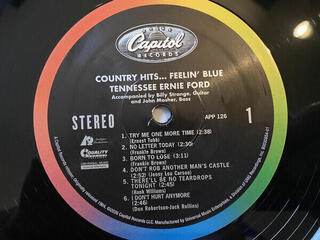 Capitol
RECORDS
COUNTRY HITS... FEELIN' BLUE
TENNESSEE ERNIE FORD
Accompanied by Billy Strange, Guitar
and John Mosher, Bass
STEREO
APP 126
1
1. TRY ME ONE MORE TIME (2:38)
(Ernest Tubb)
2. NO LETTER TODAY (2:30)
(Frankie Brown)
3. BORN TO LOSE (3:11)
(Frankie Brown)
4. DON'T ROB ANOTHER MAN'S CASTLE
(2:52) (Jenny Lou Carson)
5. THERE'LL BE NO TEARDROPS
TONIGHT (2:45)
(Hank Williams)
6. I DON'T HURT ANYMORE
(2:46)
(Don Robertson-Jack Rollins)
QUALITY